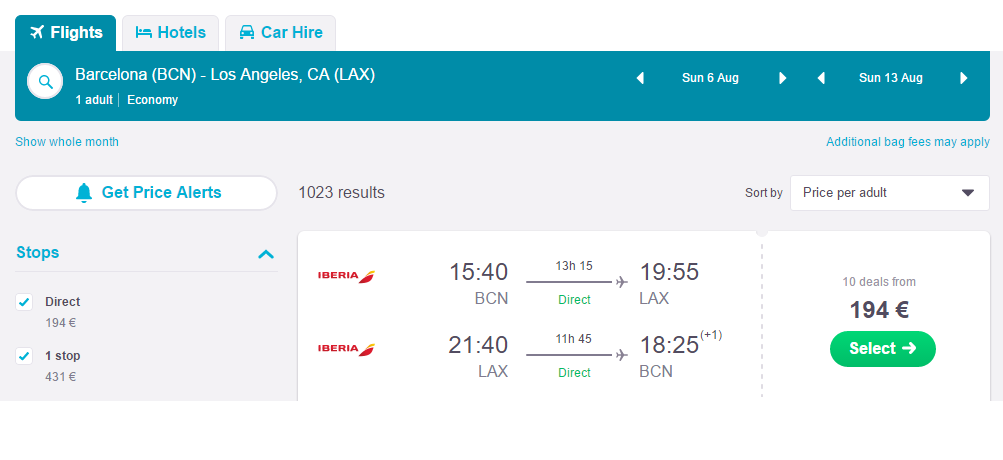 Flights
Hotels
Car Hire
Barcelona (BCN) - Los Angeles, CA (LAX)
1 adult | Economy
Sun 6 Aug
Sun 13 Aug
Show whole month
Additional bag fees may apply
Get Price Alerts
1023 results
Sort by
Price per adult
Stops
Direct
194 €
1 stop
431 €
IBERIA
15:40
BCN
13h 15
Direct
19:55
LAX
IBERIA
21:40
LAX
11h 45
Direct
18:25(+1)
BCN
10 deals from
194 €
Select